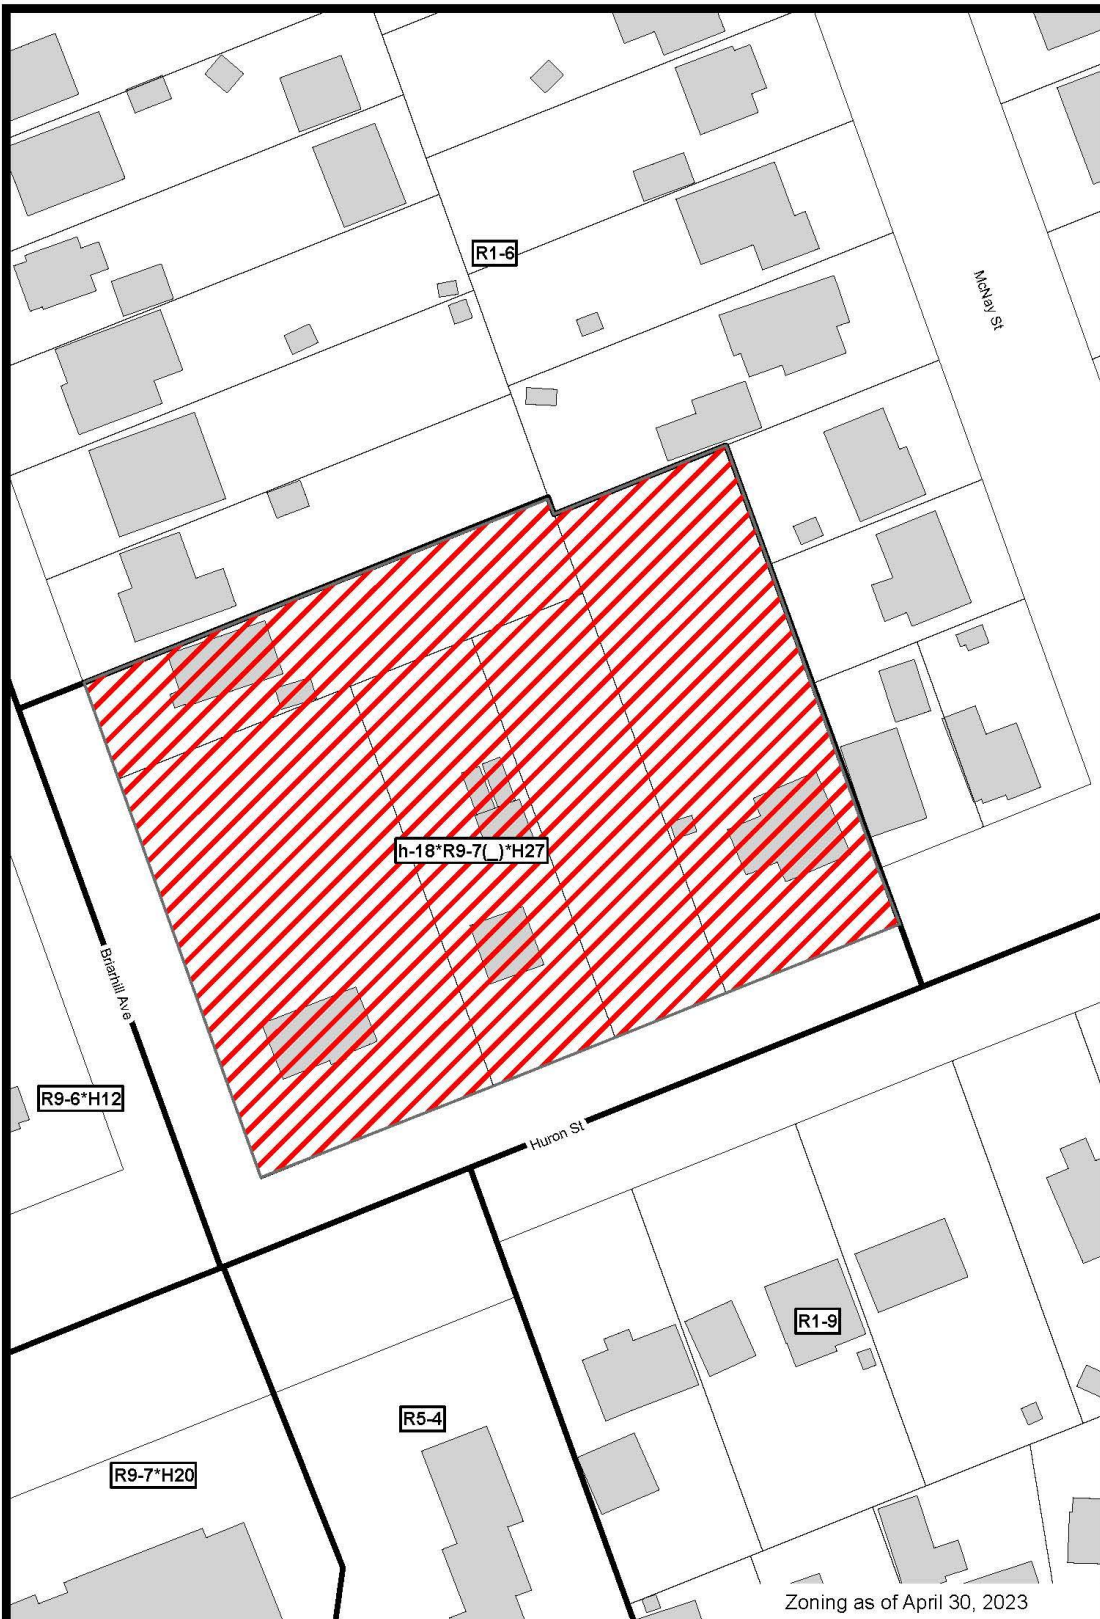 R1-6
McNay St
h-18*R9-7(_)*H27
Briarhill Ave
R9-6*H12
Huron St
R1-9
R5-4
R9-7*H20
Zoning as of April 30, 2023